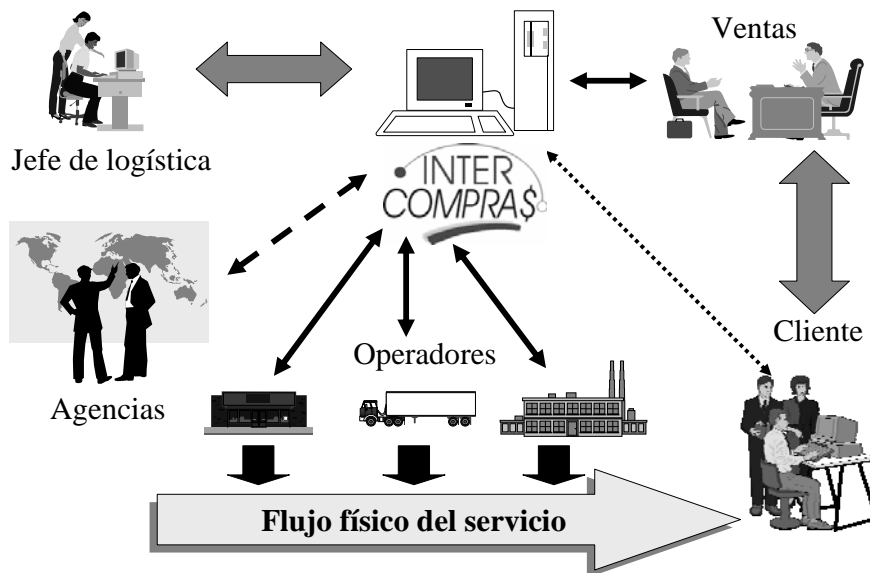 Ventas
Jefe de logística
INTER
COMPRA$
Cliente
Operadores
Agencias
Flujo físico del servicio